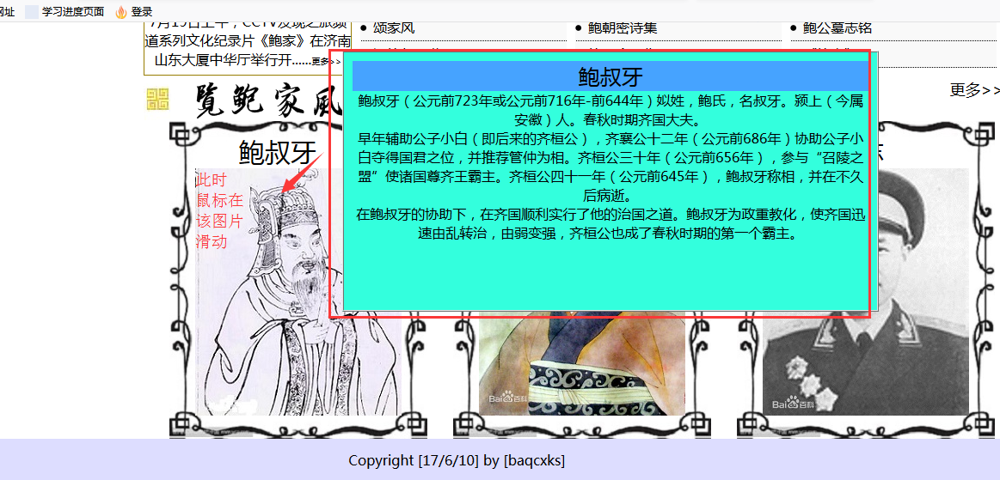 网址 学习进度页面 登录
7月19日上午，CCTV发现之旅频
道系列文化纪录片《鲍家》在济南
山东大厦中华厅举行开......更多>>
• 颂家风
• 鲍朝密诗集
• 鲍公墓志铭
覽鲍家風
更多>>
鲍叔牙
此时
鼠标在
该图片
滑动
鲍叔牙
鲍叔牙（公元前723年或公元前716年-前644年）姒姓，鲍氏，名叔牙。颍上（今属
安徽）人。春秋时期齐国大夫。
早年辅助公子小白（即后来的齐桓公），齐襄公十二年（公元前686年）协助公子小
白夺得国君之位，并推荐管仲为相。齐桓公三十年（公元前656年），参与“召陵之
盟”使诸国尊齐王霸主。齐桓公四十一年（公元前645年），鲍叔牙称相，并在不久
后病逝。
在鲍叔牙的协助下，在齐国顺利实行了他的治国之道。鲍叔牙为政重教化，使齐国迅
速由乱转治，由弱变强，齐桓公也成了春秋时期的第一个霸主。
Bai百科
Bai百科
Copyright [17/6/10] by [baqcxks]